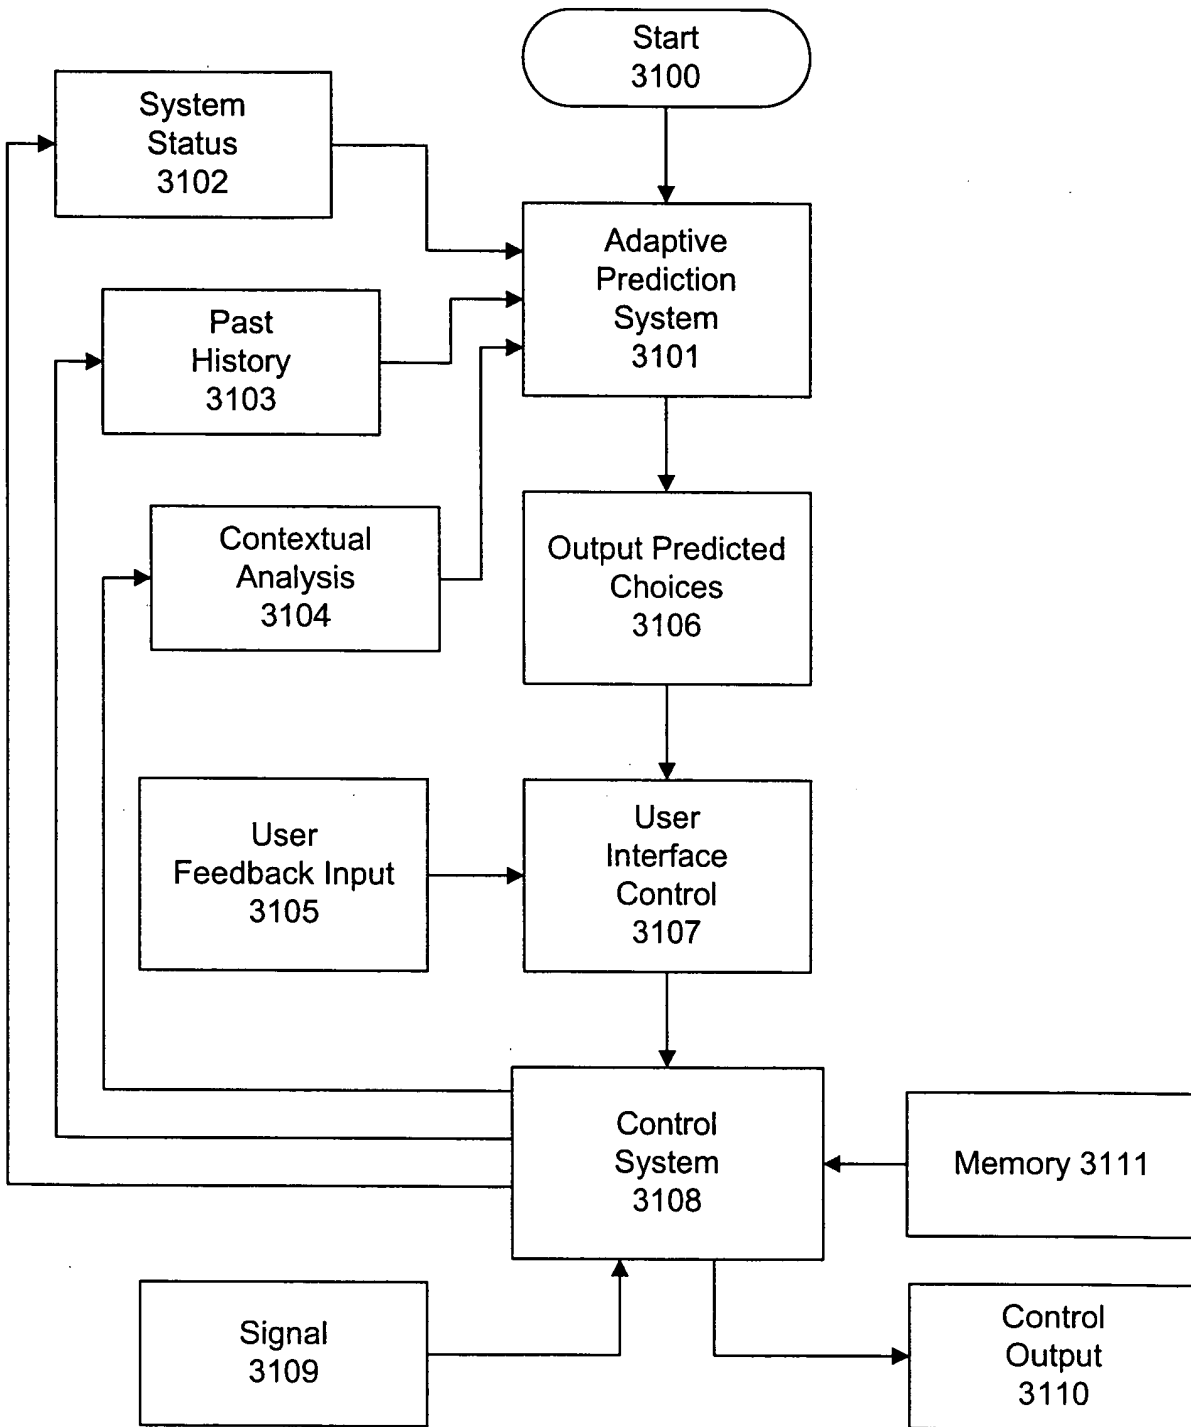 Start
3100
System
Status
3102
Adaptive
Prediction
System
3101
Past
History
3103
Contextual
Analysis
3104
Output Predicted
Choices
3106
User
Feedback Input
3105
User
Interface
Control
3107
Control
System
3108
Memory 3111
Signal
3109
Control
Output
3110